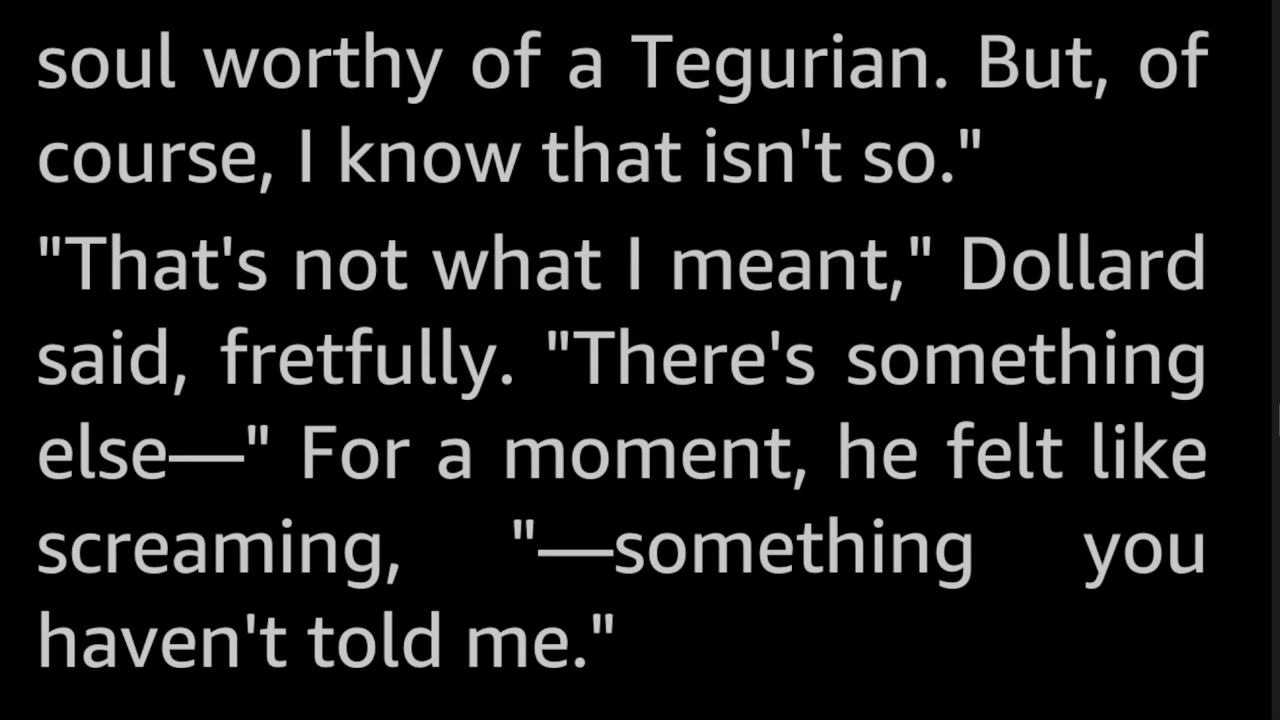 soul worthy of a Tegurian. But, of
course, I know that isn't so."
"That's not what I meant," Dollard
said, fretfully. "There's something
else—" For a moment, he felt like
screaming, "—something you
haven't told me."